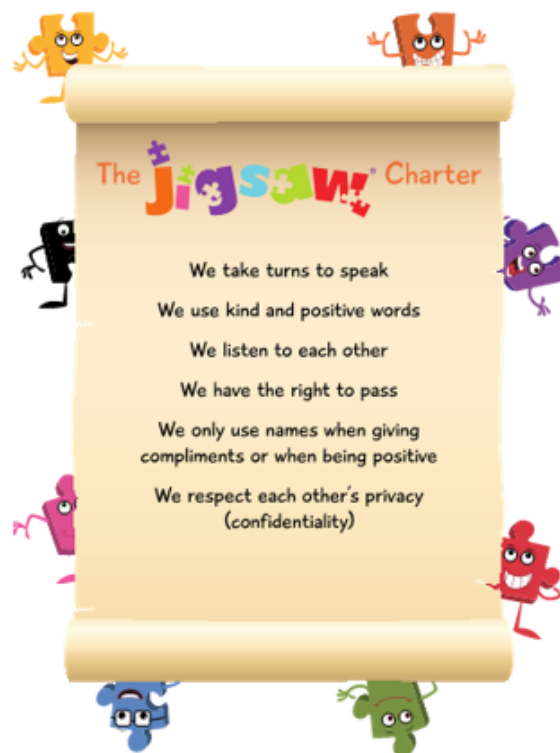 The Jigsaw® Charter
We take turns to speak
We use kind and positive words
We listen to each other
We have the right to pass
We only use names when giving
compliments or when being positive
We respect each other's privacy
(confidentiality)